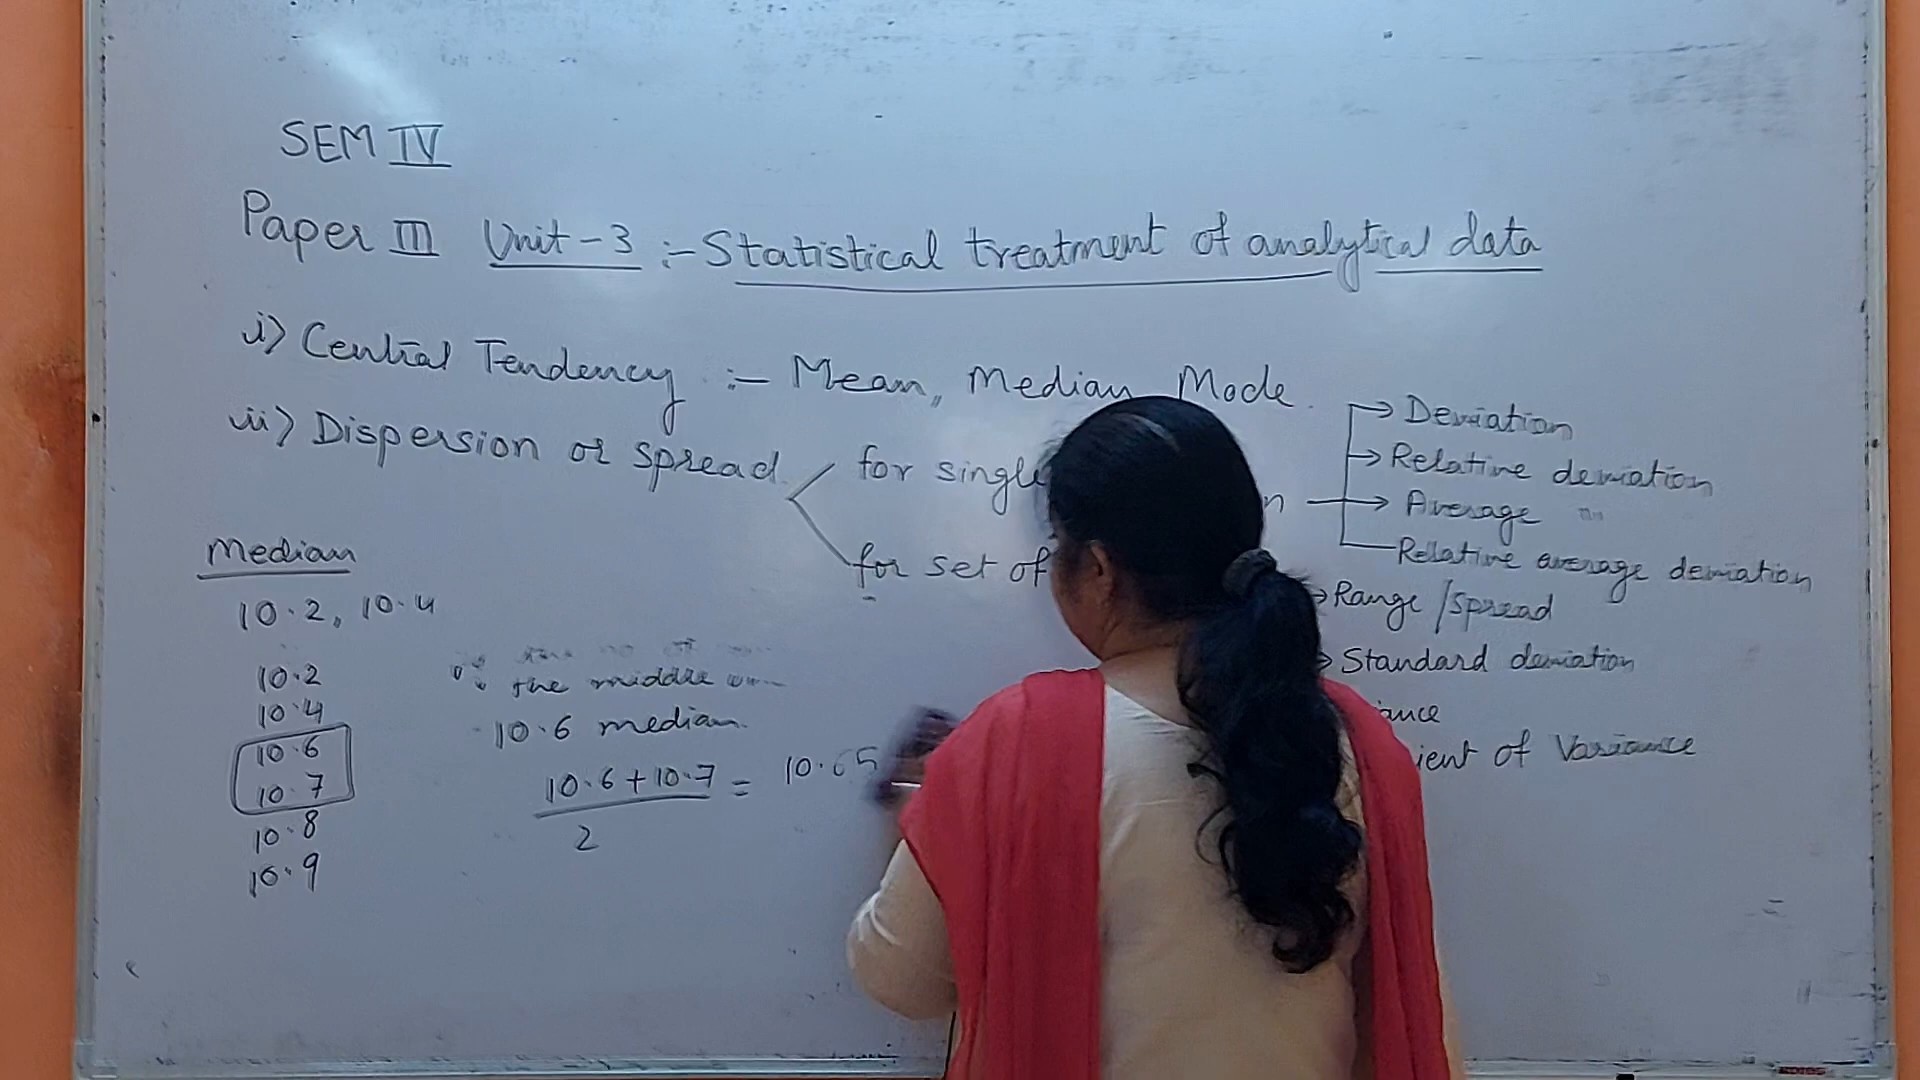 SEM IV
Paper III Unit-3 :- Statistical treatment of analytical data
i) Central Tendency :- Mean, Median Mode.
ii) Dispersion or spread
for single
n
for set of
Deviation
Relative deviation
Average "
Relative average deviation
Range/Spread
Standard deviation
iance
ient of Variance
Median
10.2, 10.4
10.2
10.4
10.6
10.7
10.8
10.9
the no of
the middle
10.6 median.
10.6+10.7 = 10.65
2